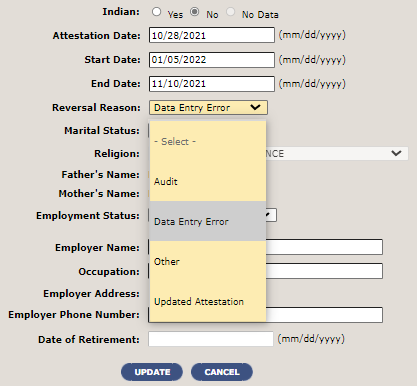 Indian: Yes No No Data
Attestation Date: 10/28/2021 (mm/dd/yyyy)
Start Date: 01/05/2022 (mm/dd/yyyy)
End Date: 11/10/2021 (mm/dd/yyyy)
Reversal Reason: Data Entry Error
Marital Status:
- Select -
Religion NCE
Audit
Father's Name:
Mother's Name:
Employment Status: Data Entry Error
Employer Name:
Other
Occupation:
Employer Address:
Updated Attestation
Employer Phone Number:
Date of Retirement: (mm/dd/yyyy)
UPDATE CANCEL